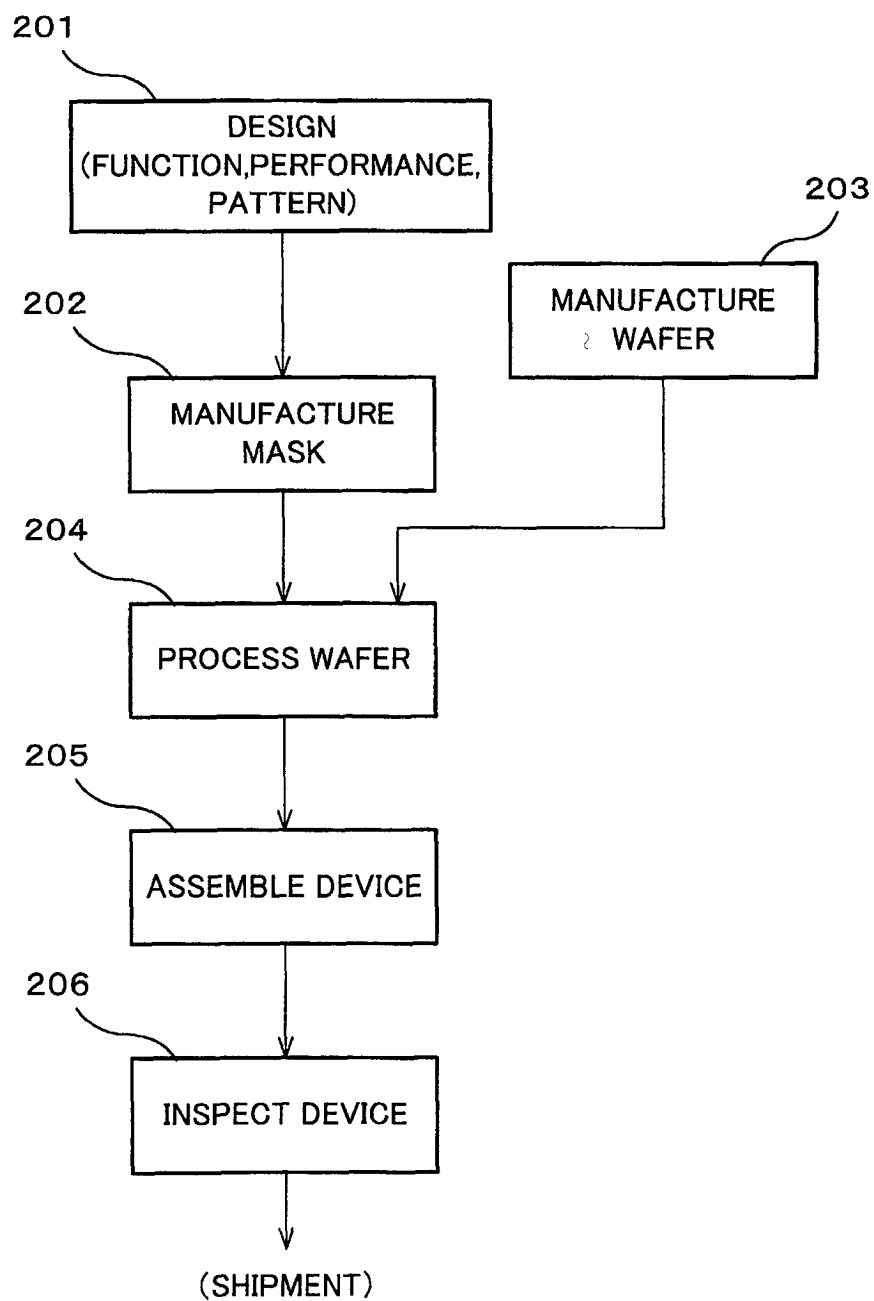 201
DESIGN
(FUNCTION,PERFORMANCE,
PATTERN)
203
MANUFACTURE
WAFER
202
MANUFACTURE
MASK
204
PROCESS WAFER
205
ASSEMBLE DEVICE
206
INSPECT DEVICE
(SHIPMENT)